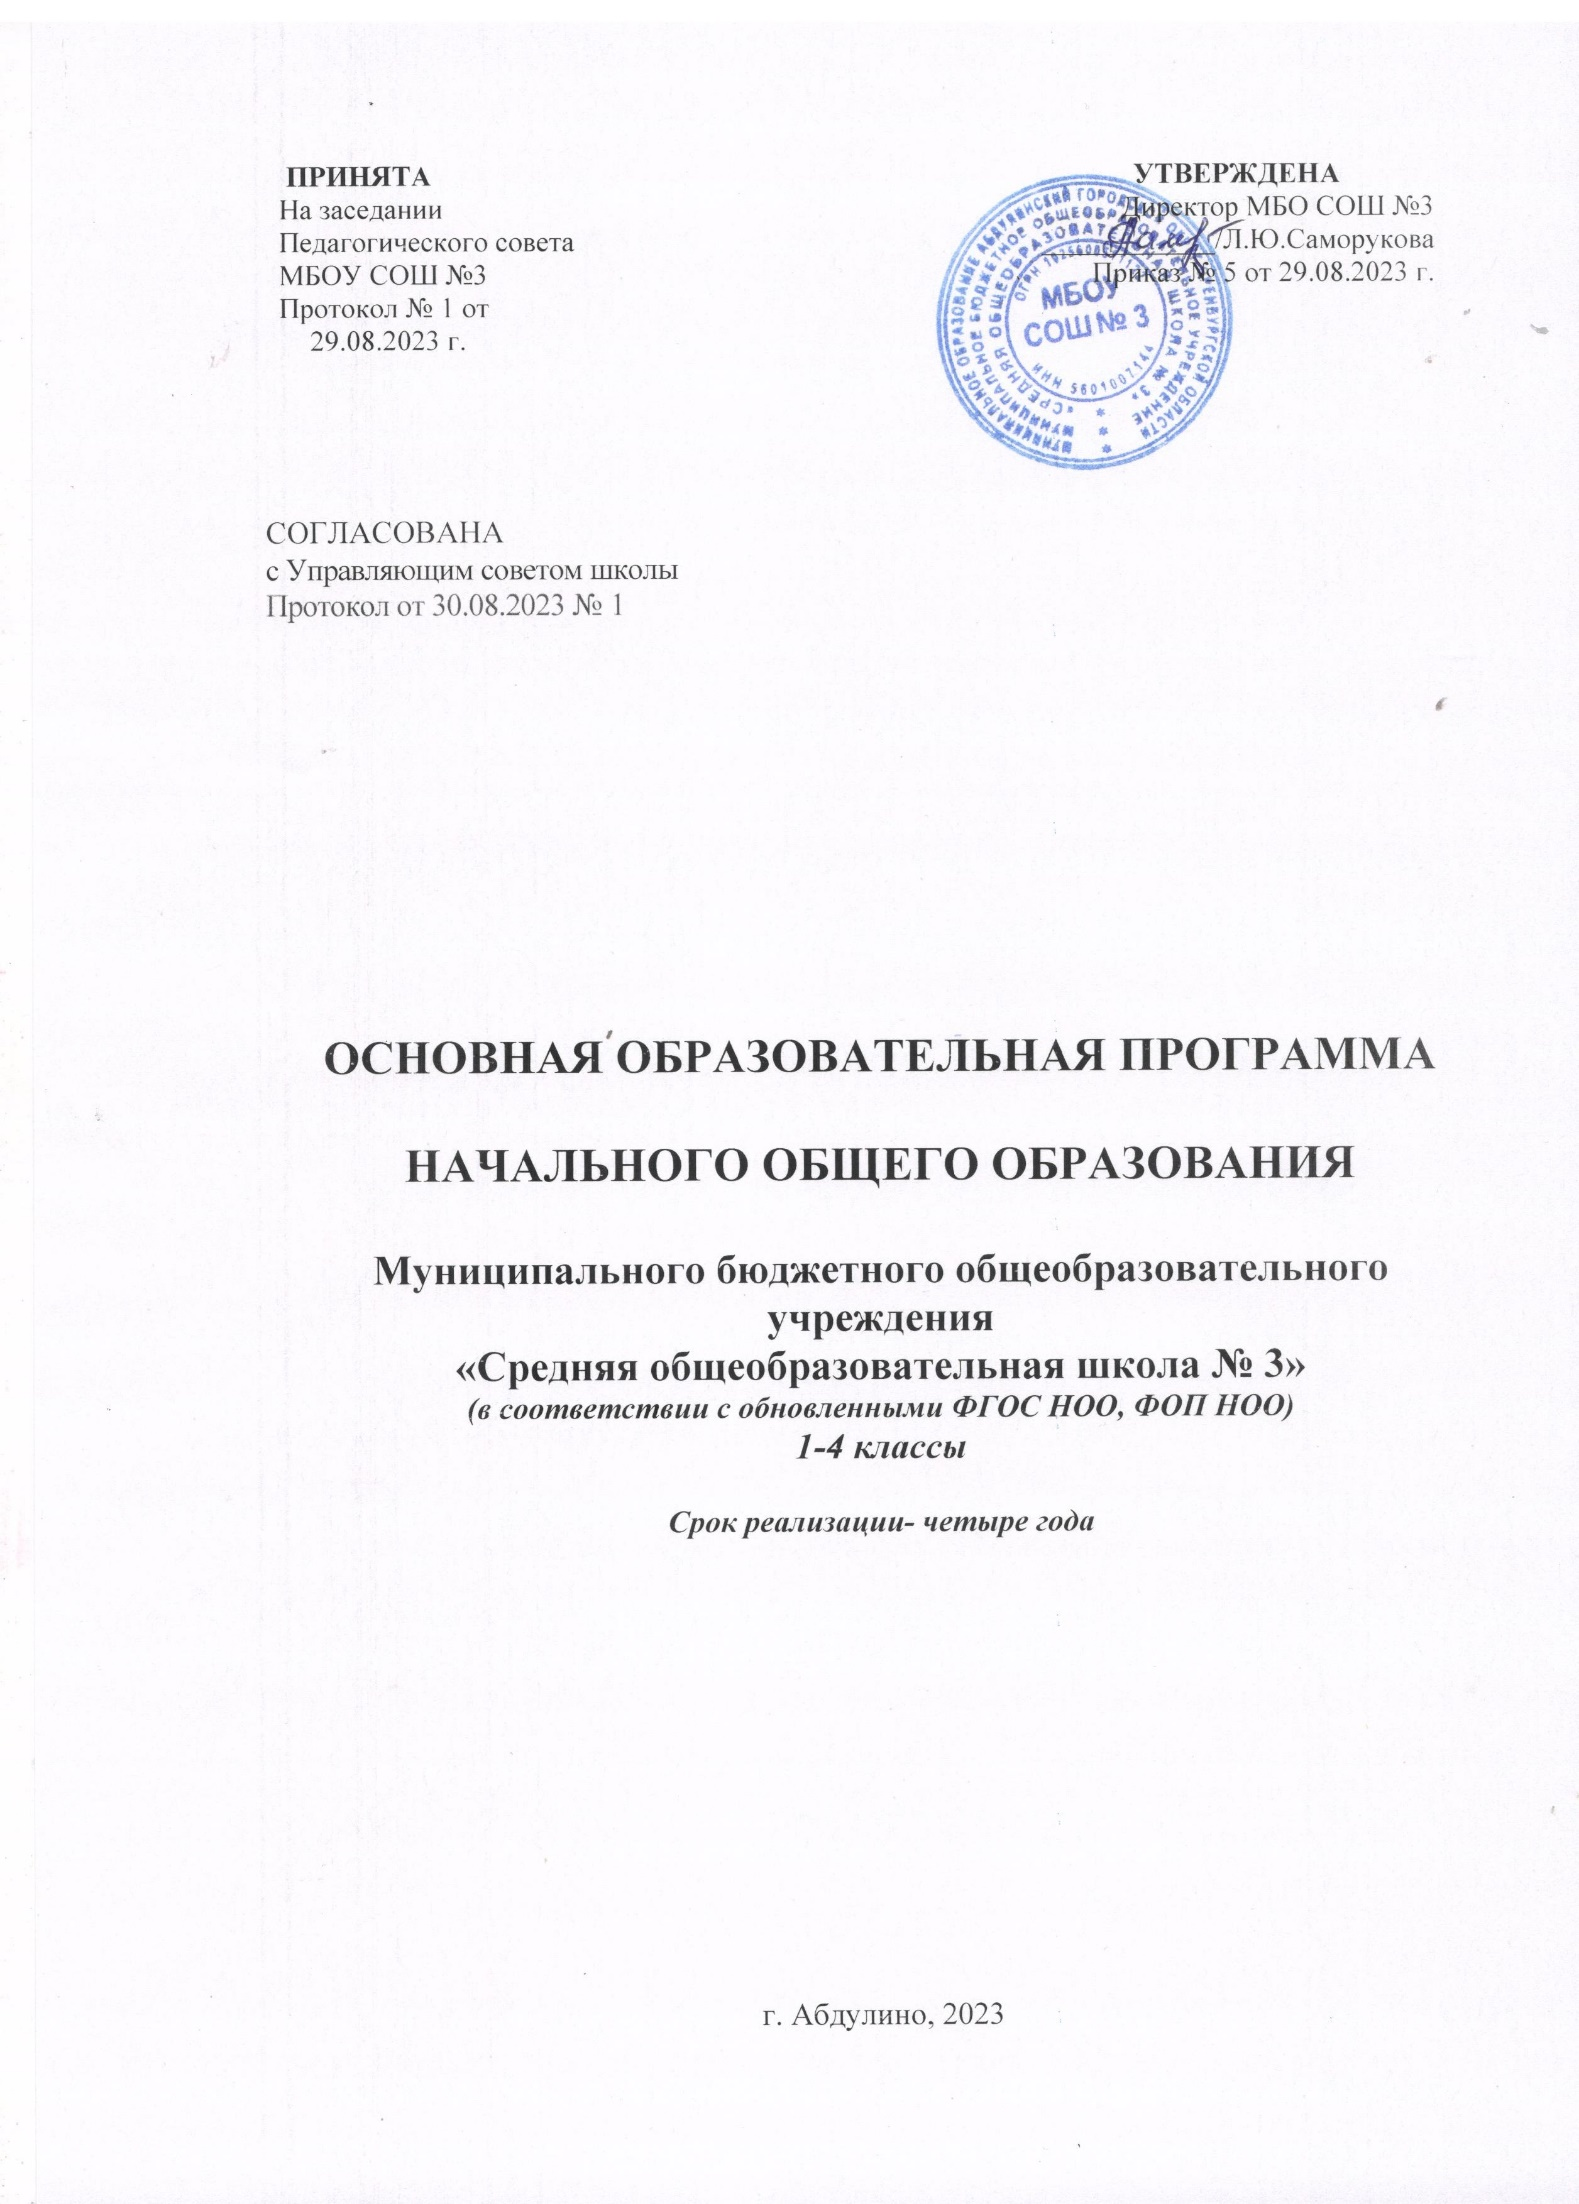 ПРИНЯТА
На заседании
Педагогического совета
МБОУ СОШ №3
Протокол № 1 от
29.08.2023 г.
УТВЕРЖДЕНА
Директор МБО СОШ №3
/Л.Ю.Саморукова
Приказ № 5 от 29.08.2023 г.
МБОУ
СОШ № 3
ИНН 5601007144
СОГЛАСОВАНА
с Управляющим советом школы
Протокол от 30.08.2023 № 1
ОСНОВНАЯ ОБРАЗОВАТЕЛЬНАЯ ПРОГРАММА
НАЧАЛЬНОГО ОБЩЕГО ОБРАЗОВАНИЯ
Муниципального бюджетного общеобразовательного
учреждения
«Средняя общеобразовательная школа № 3»
(в соответствии с обновленными ФГОС НОО, ФОП НОО)
1-4 классы
Срок реализации- четыре года
г. Абдулино, 2023